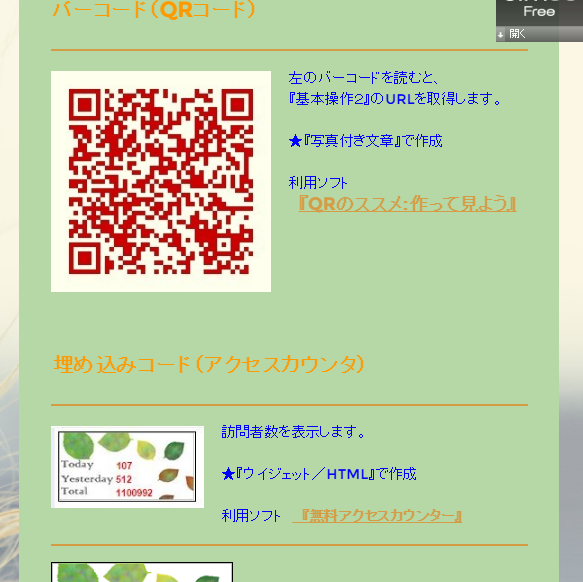 バーコード（QRコード）
Free
開く
左のバーコードを読むと、
『基本操作2』のURLを取得します。
★『写真付き文章』で作成
利用ソフト
『QRのススメ:作って見よう』
埋め込みコード（アクセスカウンタ）
訪問者数を表示します。
Today 107
Yesterday 512
Total 1100992
★『ウイジェット／HTML』で作成
利用ソフト 『無料アクセスカウンター』